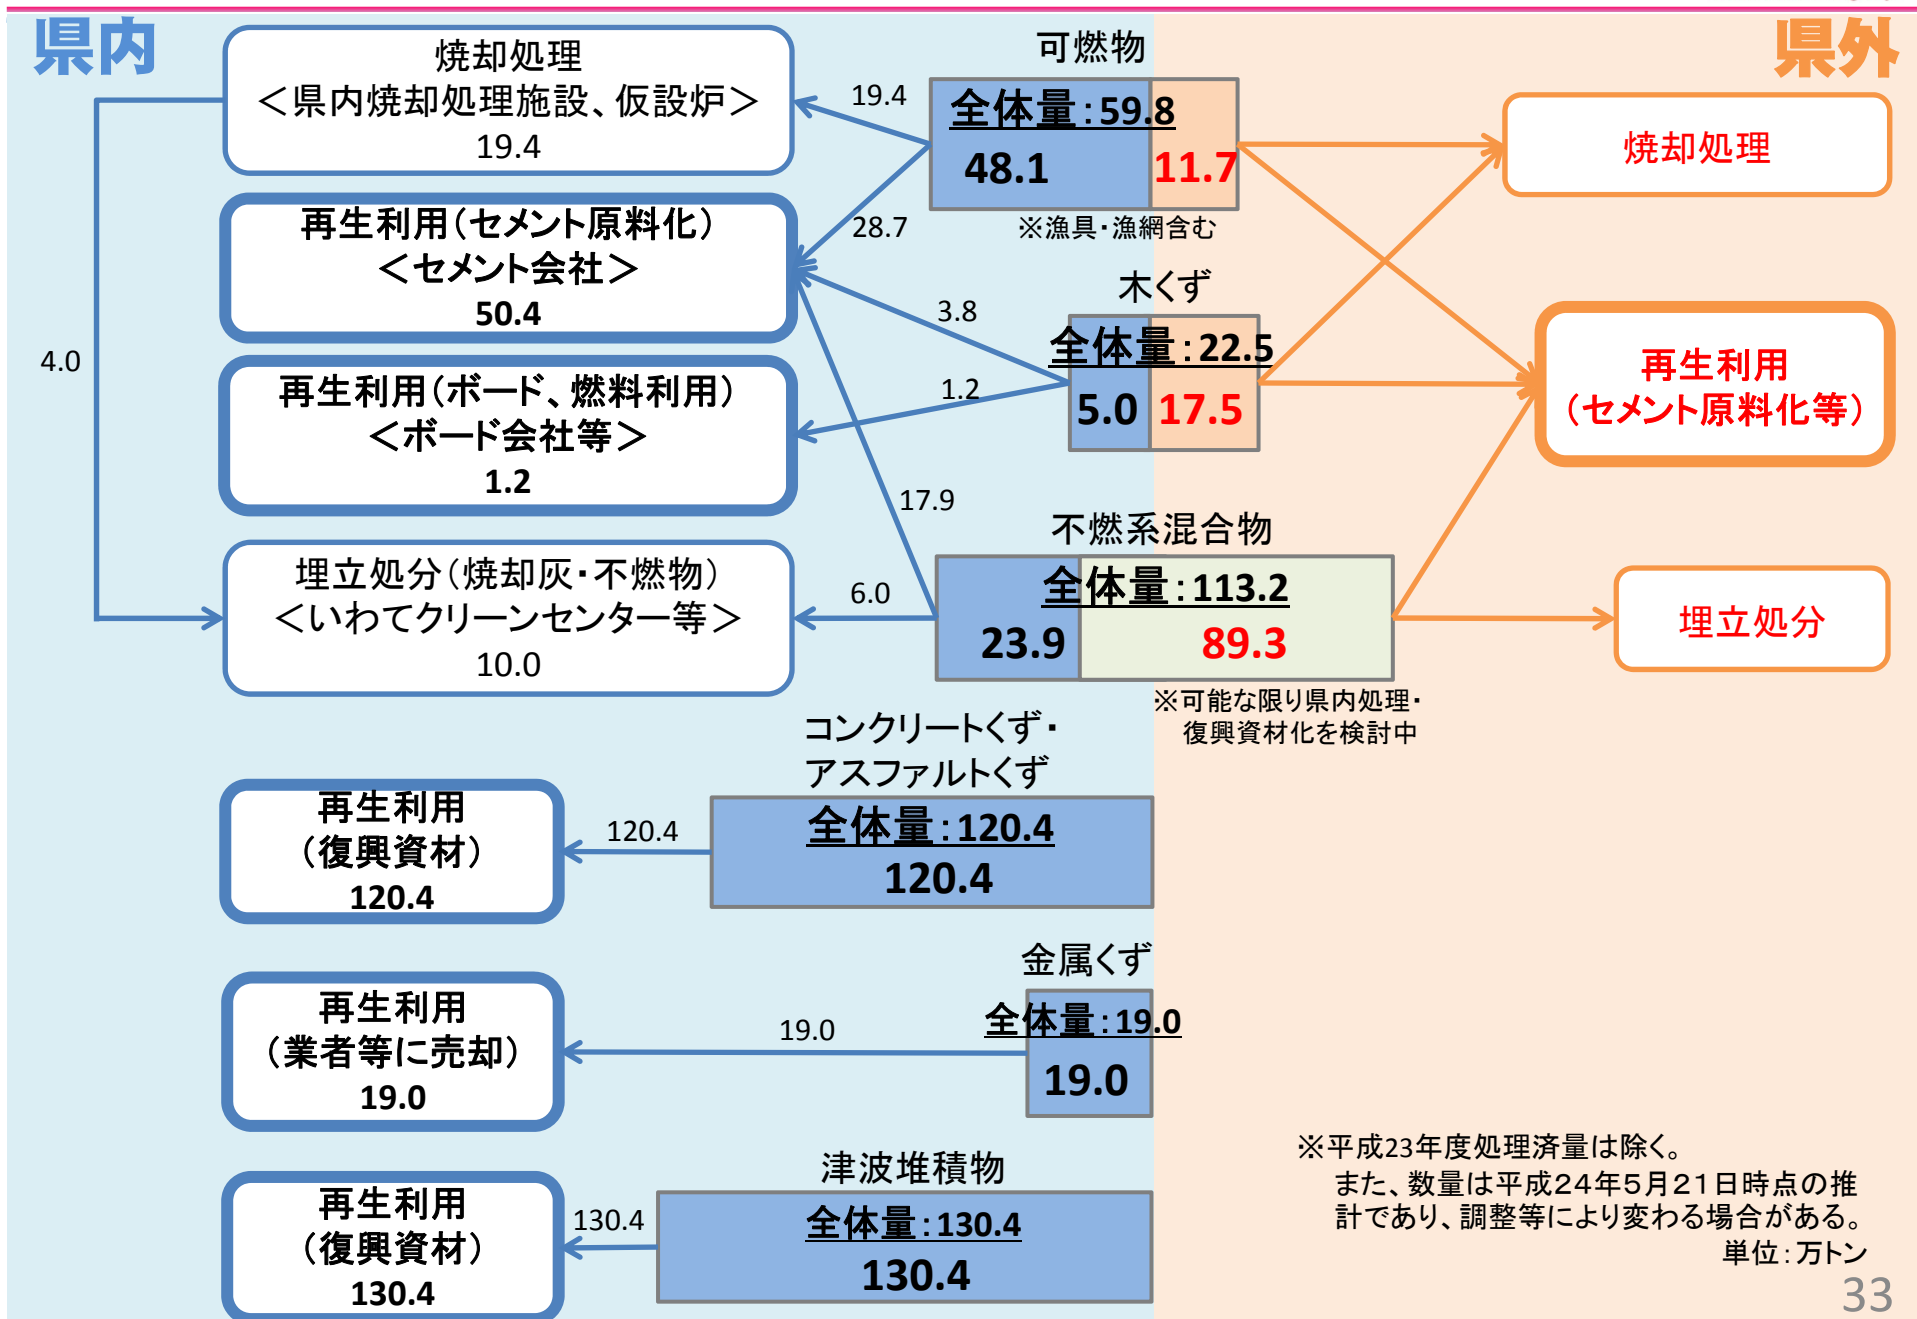 県内
県外
焼却処理
＜県内焼却処理施設、仮設炉＞
19.4
再生利用（セメント原料化）
＜セメント会社＞
50.4
再生利用（ボード、燃料利用）
＜ボード会社等＞
1.2
埋立処分（焼却灰・不燃物）
＜いわてクリーンセンター等＞
10.0
4.0
可燃物
全体量：59.8
48.1
11.7
※漁具・漁網含む
19.4
28.7
木くず
全体量：22.5
5.0
17.5
3.8
1.2
17.9
不燃系混合物
全体量：113.2
23.9
89.3
6.0
※可能な限り県内処理・
復興資材化を検討中
焼却処理
再生利用
（セメント原料化等）
埋立処分
コンクリートくず・
アスファルトくず
全体量：120.4
120.4
120.4
再生利用
（復興資材）
120.4
金属くず
全体量：19.0
19.0
19.0
再生利用
（業者等に売却）
19.0
津波堆積物
全体量：130.4
130.4
130.4
再生利用
（復興資材）
130.4
※平成23年度処理済量は除く。
また、数量は平成２４年５月２１日時点の推
計であり、調整等により変わる場合がある。
単位：万トン
33